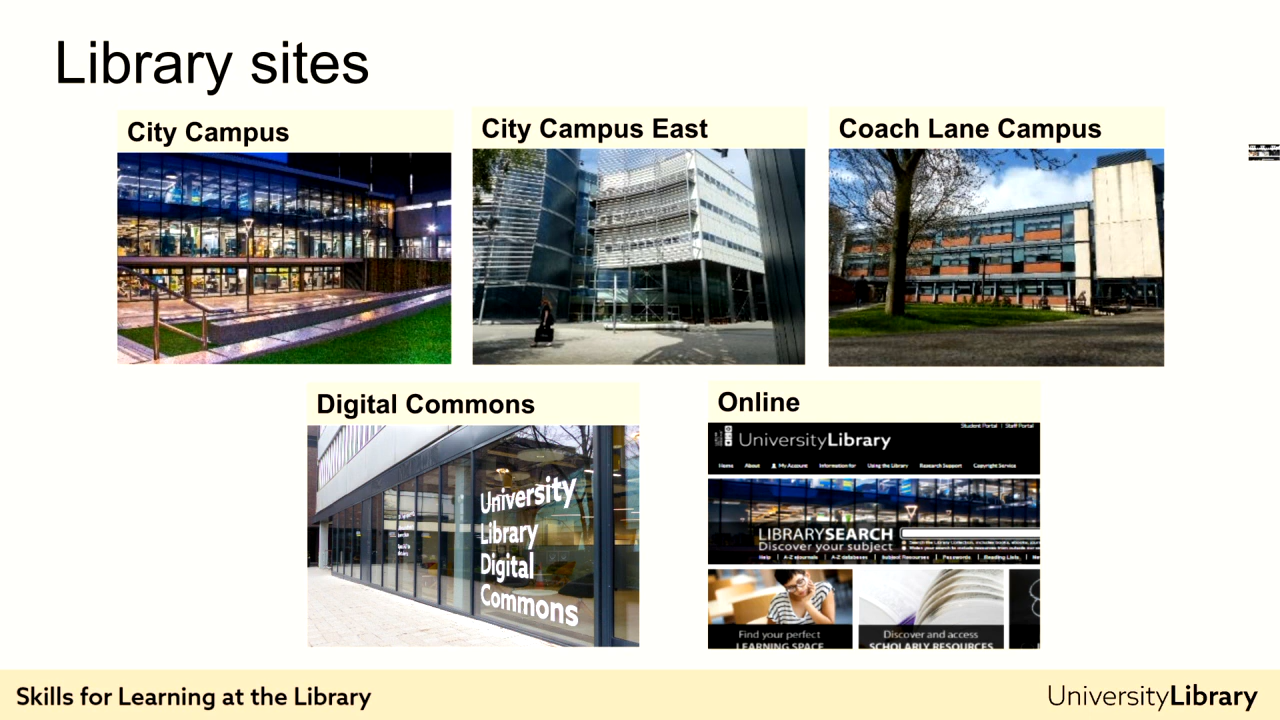 Library sites
City Campus
City Campus East
Coach Lane Campus
Digital Commons
University
Library
Digital
Commons
Online
Student Portal | Staff Portal
UniversityLibrary
Home About My Account Information for Using the Library Research Support Copyright Service
LIBRARYSEARCH
Discover your subject
Help | A-Z ejournals | A-Z databases | Subject Resources | Passwords | Reading Lists |
Find your perfect
LEARNING SPACE
Discover and access
SCHOLARLY RESOURCES
Skills for Learning at the Library
UniversityLibrary